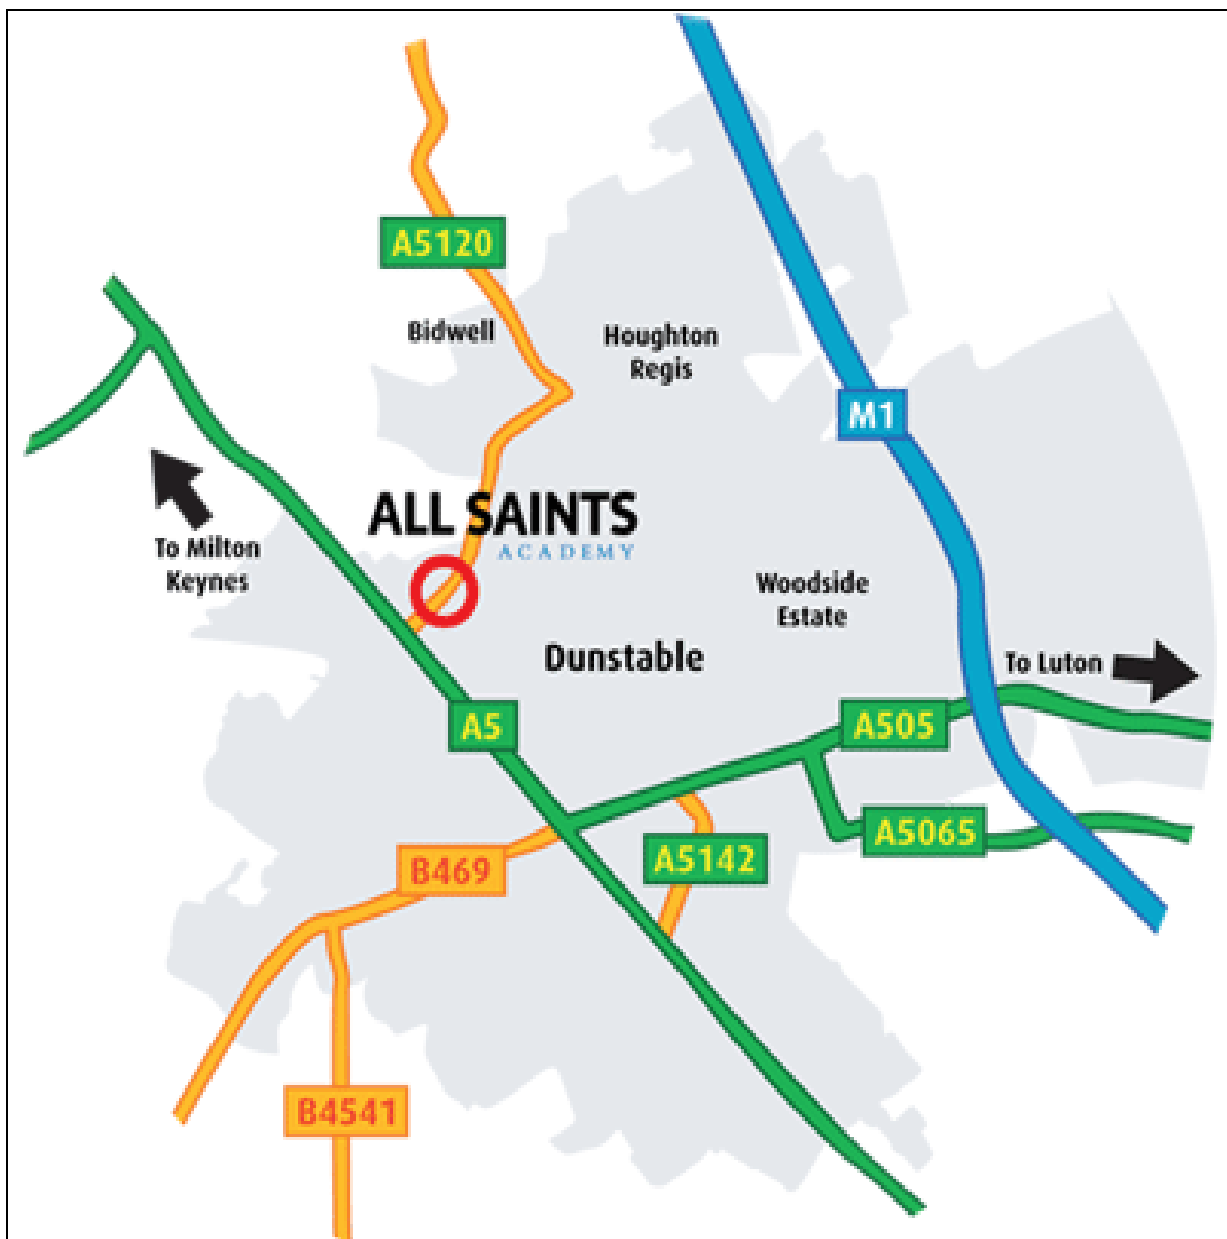 A5120
Bidwell
Houghton
Regis
M1
ALL SAINTS
ACADEMY
To Milton
Keynes
Woodside
Estate
Dunstable
To Luton
A5
A505
A5065
A5142
B469
B4541